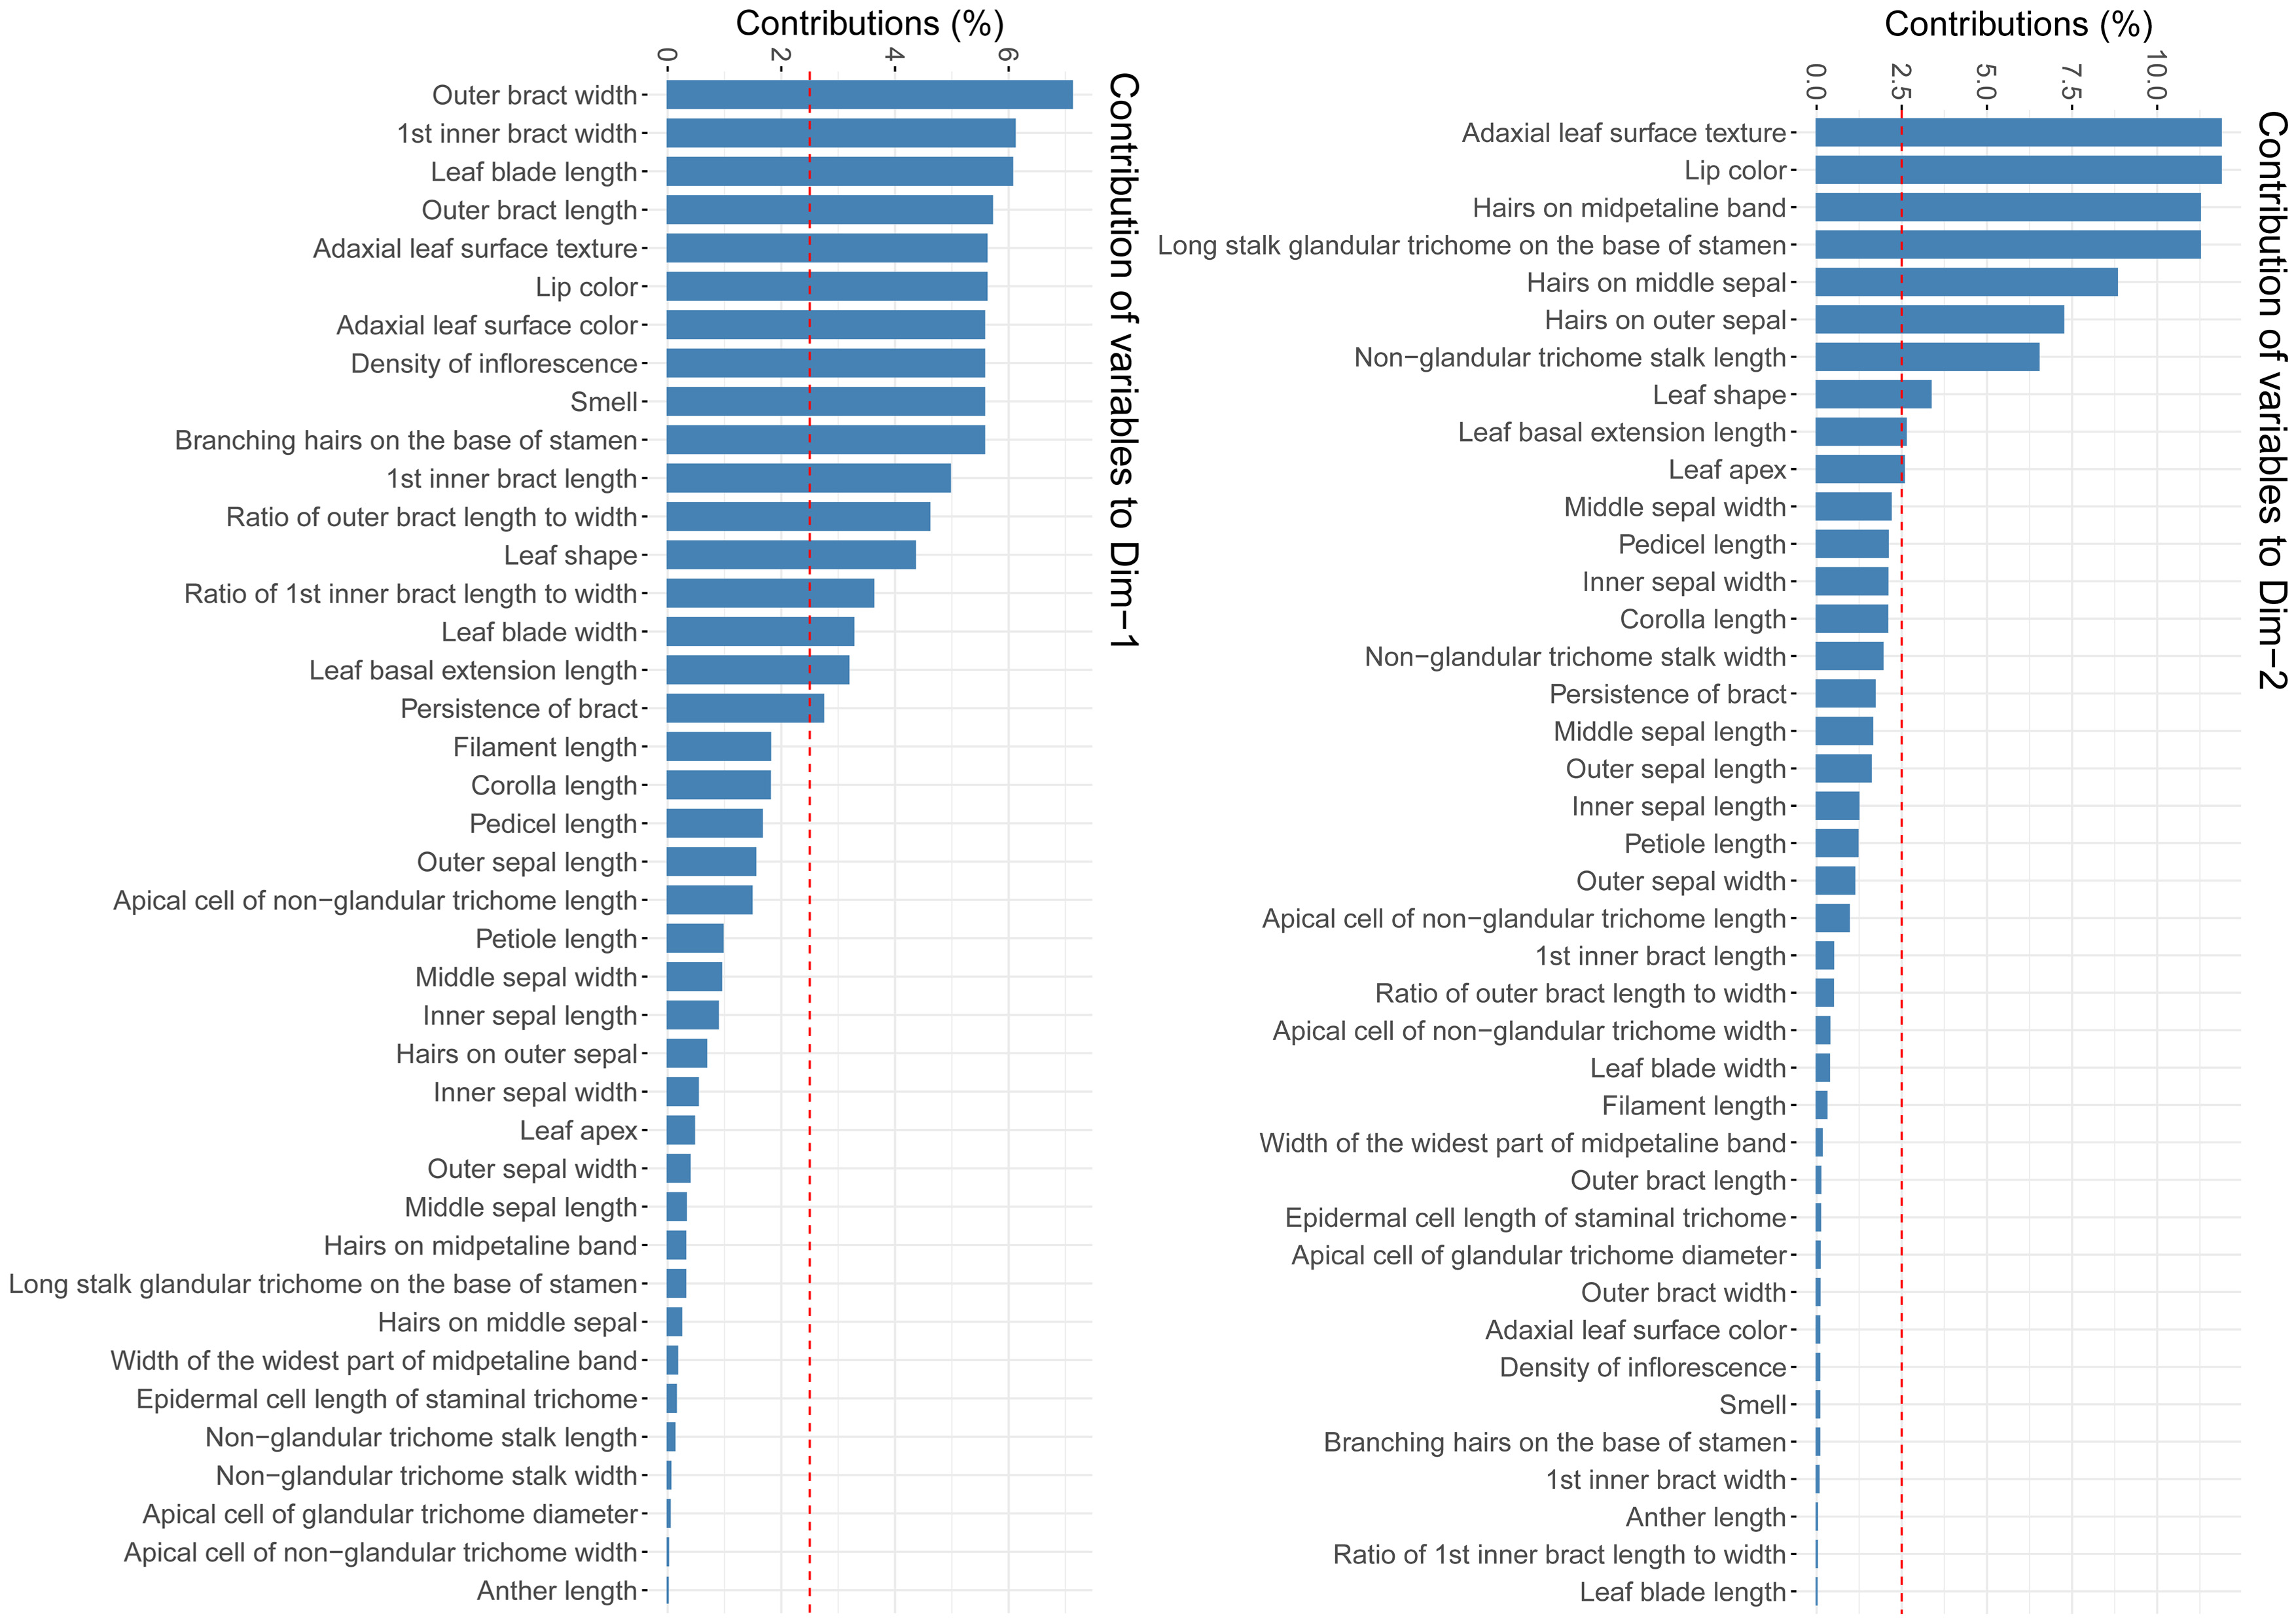 Contributions (%)
0
2
4
6
Contribution of variables to Dim−1
Outer bract width
1st inner bract width
Leaf blade length
Outer bract length
Adaxial leaf surface texture
Lip color
Adaxial leaf surface color
Density of inflorescence
Smell
Branching hairs on the base of stamen
1st inner bract length
Ratio of outer bract length to width
Leaf shape
Ratio of 1st inner bract length to width
Leaf blade width
Leaf basal extension length
Persistence of bract
Filament length
Corolla length
Pedicel length
Outer sepal length
Apical cell of non−glandular trichome length
Petiole length
Middle sepal width
Inner sepal length
Hairs on outer sepal
Inner sepal width
Leaf apex
Outer sepal width
Middle sepal length
Hairs on midpetaline band
Long stalk glandular trichome on the base of stamen
Hairs on middle sepal
Width of the widest part of midpetaline band
Epidermal cell length of staminal trichome
Non−glandular trichome stalk length
Non−glandular trichome stalk width
Apical cell of glandular trichome diameter
Apical cell of non−glandular trichome width
Anther length
Contributions (%)
0.0
2.5
5.0
7.5
10.0
Contribution of variables to Dim−2
Adaxial leaf surface texture
Lip color
Hairs on midpetaline band
Long stalk glandular trichome on the base of stamen
Hairs on middle sepal
Hairs on outer sepal
Non−glandular trichome stalk length
Leaf shape
Leaf basal extension length
Leaf apex
Middle sepal width
Pedicel length
Inner sepal width
Corolla length
Non−glandular trichome stalk width
Persistence of bract
Middle sepal length
Outer sepal length
Inner sepal length
Petiole length
Outer sepal width
Apical cell of non−glandular trichome length
1st inner bract length
Ratio of outer bract length to width
Apical cell of non−glandular trichome width
Leaf blade width
Filament length
Width of the widest part of midpetaline band
Outer bract length
Epidermal cell length of staminal trichome
Apical cell of glandular trichome diameter
Outer bract width
Adaxial leaf surface color
Density of inflorescence
Smell
Branching hairs on the base of stamen
1st inner bract width
Anther length
Ratio of 1st inner bract length to width
Leaf blade length